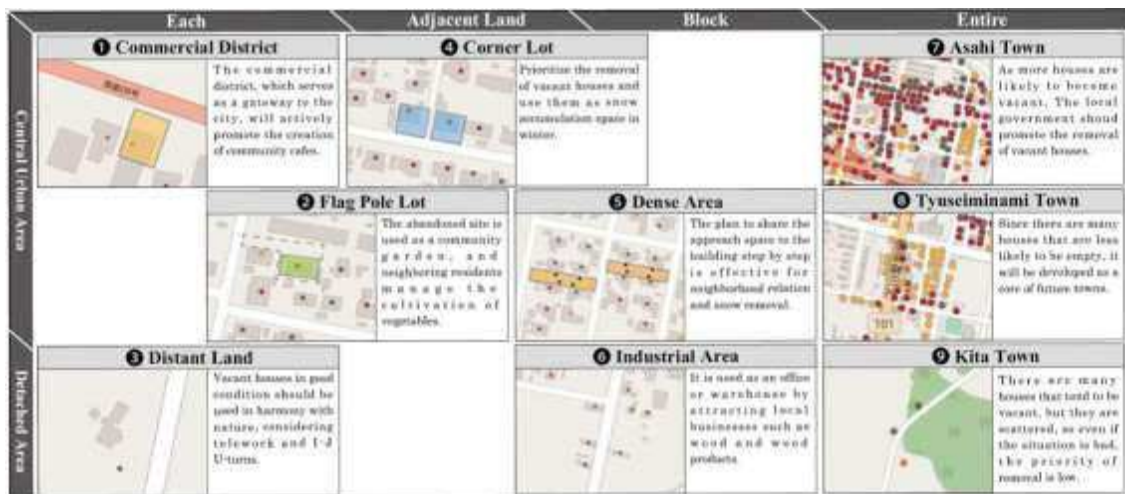 Each
Adjacent Land
Block
Entire
Central Urban Area
Detached Area
❶ Commercial District
The commercial
district, which serves
as a gateway to the
city, will actively
promote the creation
of community cafes.
❹ Corner Lot
Prioritize the removal
of vacant houses and
use them as snow
accumulation space in
winter.
❼ Asahi Town
As more houses are
likely to become
vacant. The local
government shoud
promote the removal
of vacant houses.
❷ Flag Pole Lot
The abandoned site is
used as a community
garden, and
neighboring residents
manage the
cultivation of
vegetables.
❺ Dense Area
The plan to share the
approach space to the
building step by step
is effective for
neighborhood relation
and snow removal.
❽ Tyuseiminami Town
Since there are many
houses that are less
likely to be empty, it
will be developed as a
core of future towns.
101
❸ Distant Land
Vacant houses in good
condition should be
used in harmony with
nature, considering
telework and I-J
U-turns.
❻ Industrial Area
It is used as an office
or warehouse by
attracting local
businesses such as
wood and wood
products.
❾ Kita Town
There are many
houses that tend to be
vacant, but they are
scattered, so even if
the situation is bad,
the priority of
removal is low.